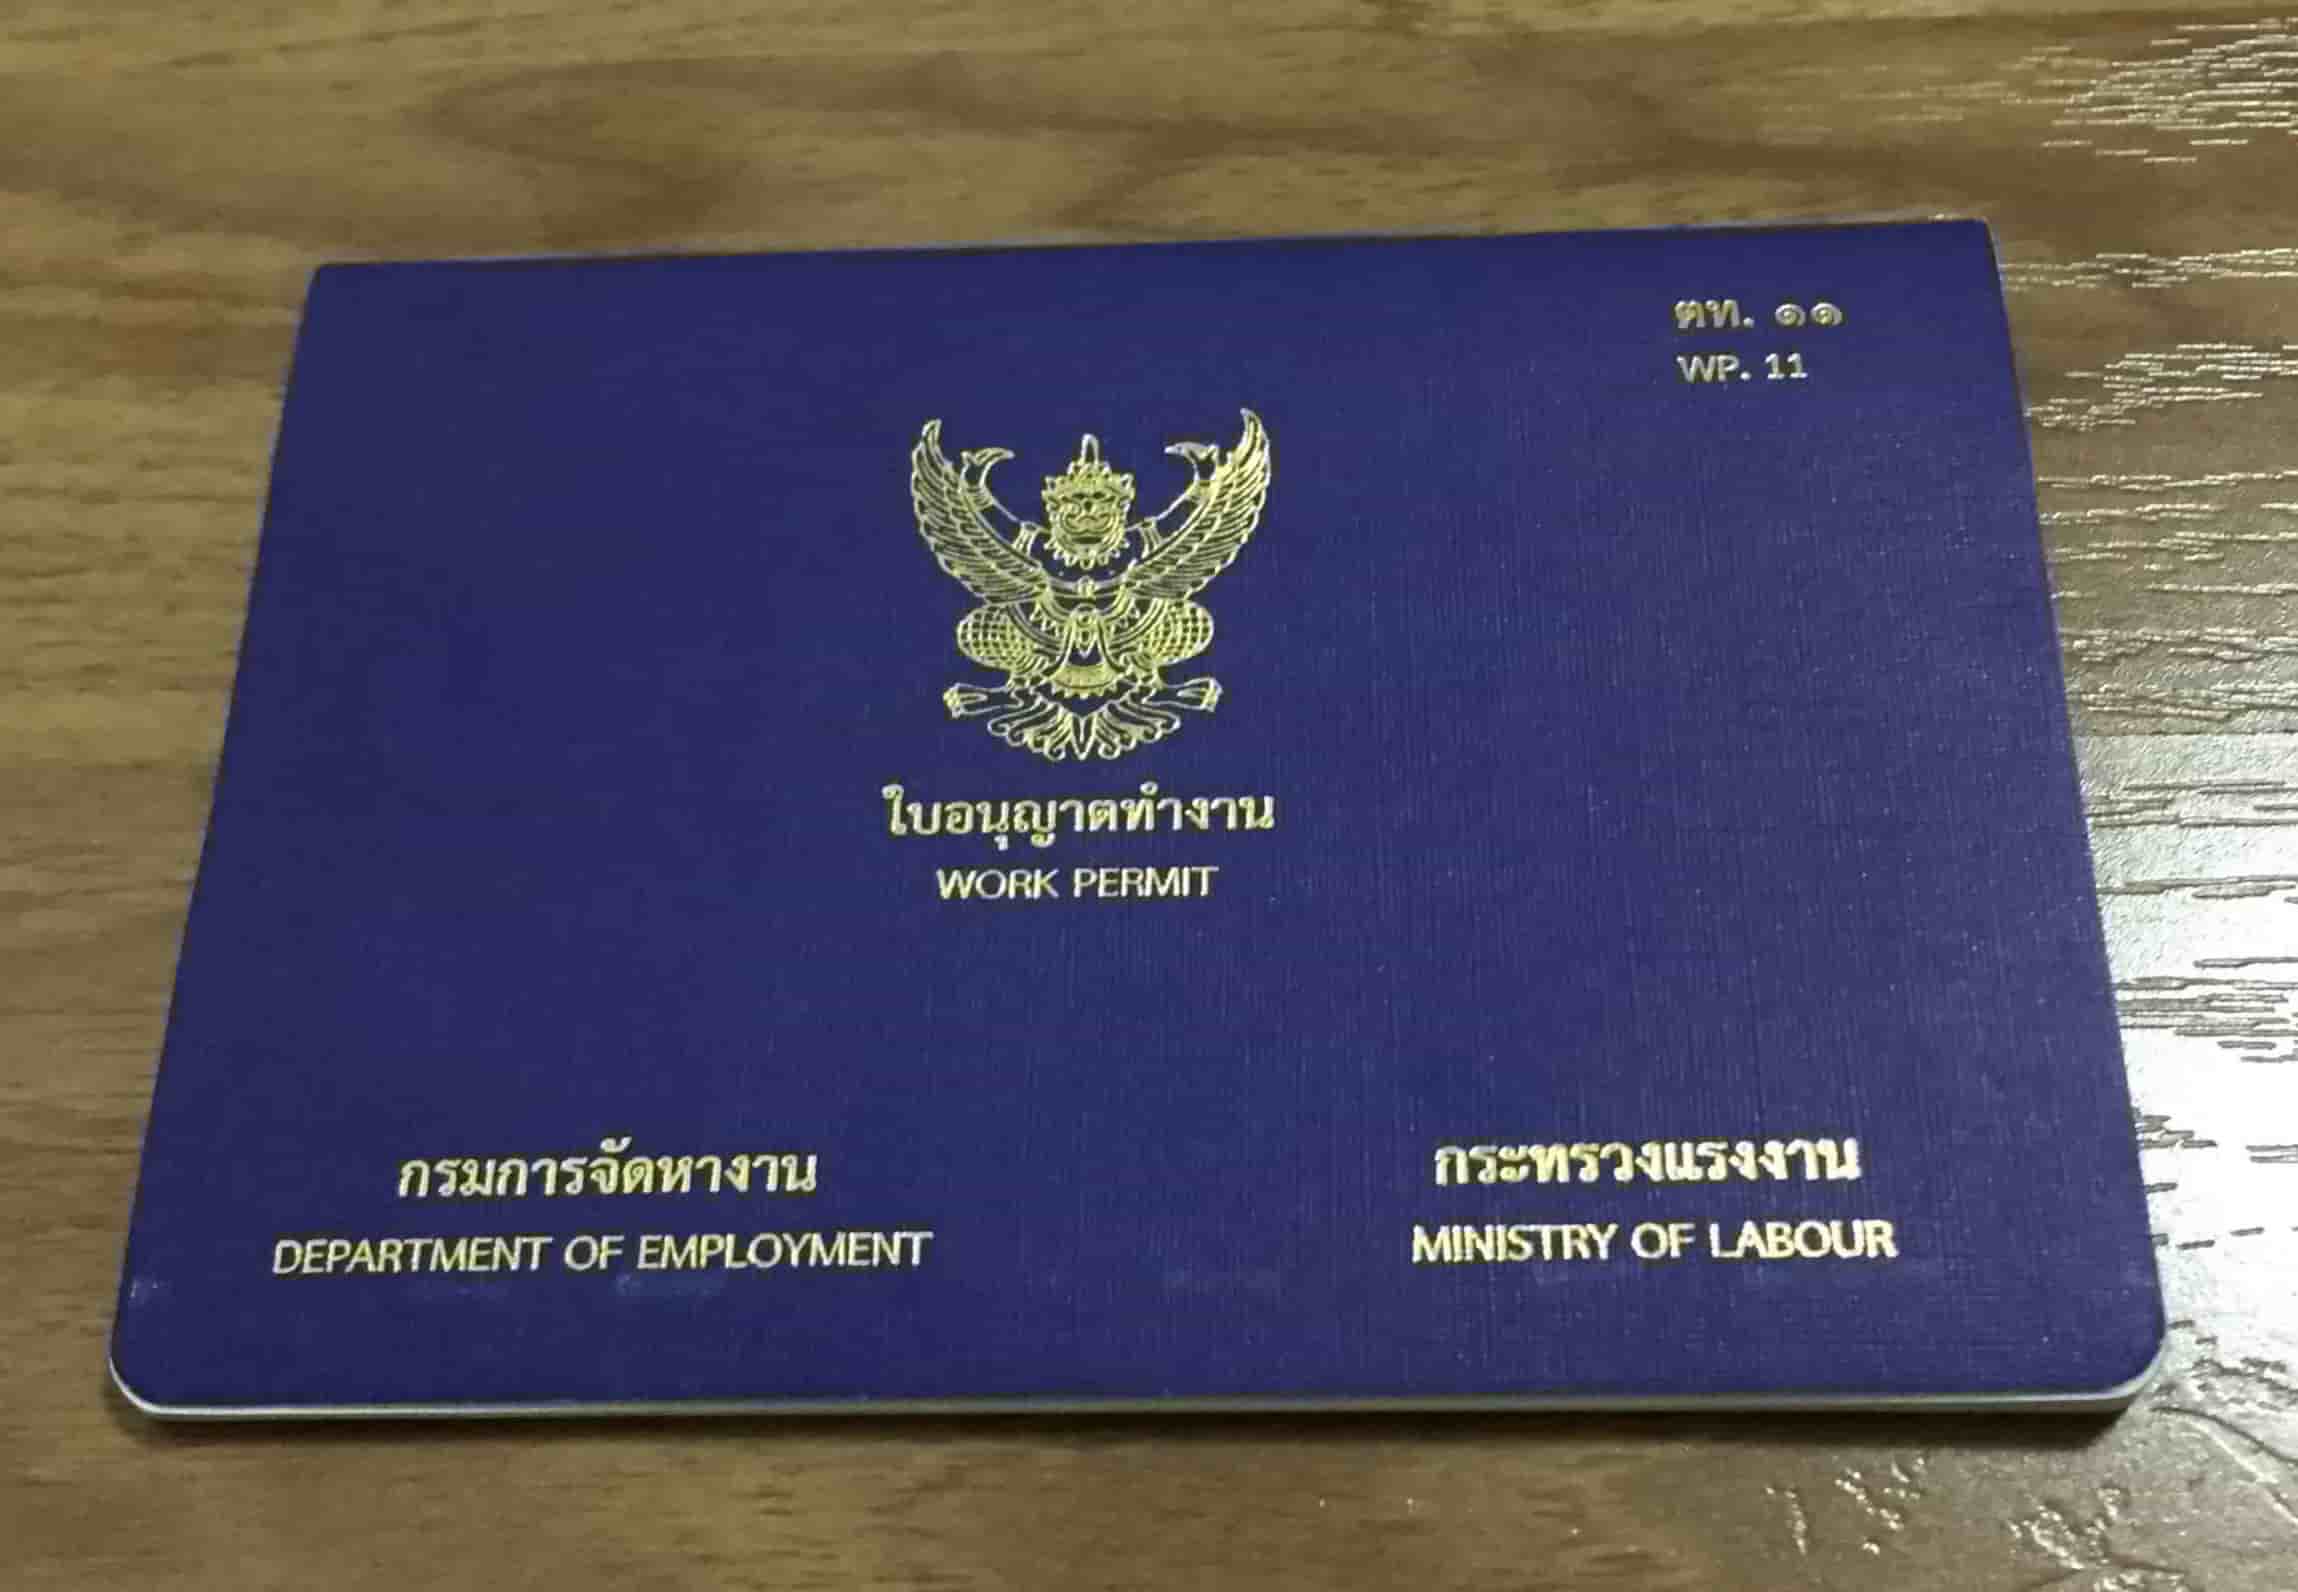 ตท. ๑๑
WP. 11
ใบอนุญาตทำงาน
WORK PERMIT
กรมการจัดหางาน
DEPARTMENT OF EMPLOYMENT
กระทรวงแรงงาน
MINISTRY OF LABOUR